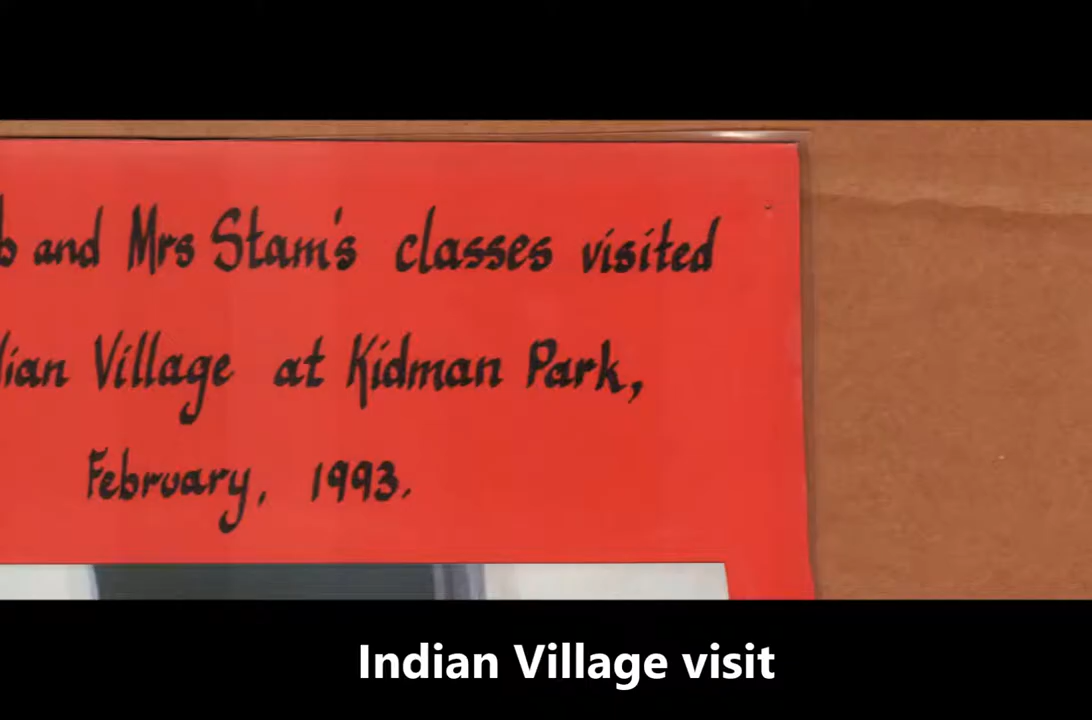 and Mrs Stam's classes visited
Village at Kidman Park,
February, 1993.
Indian Village visit